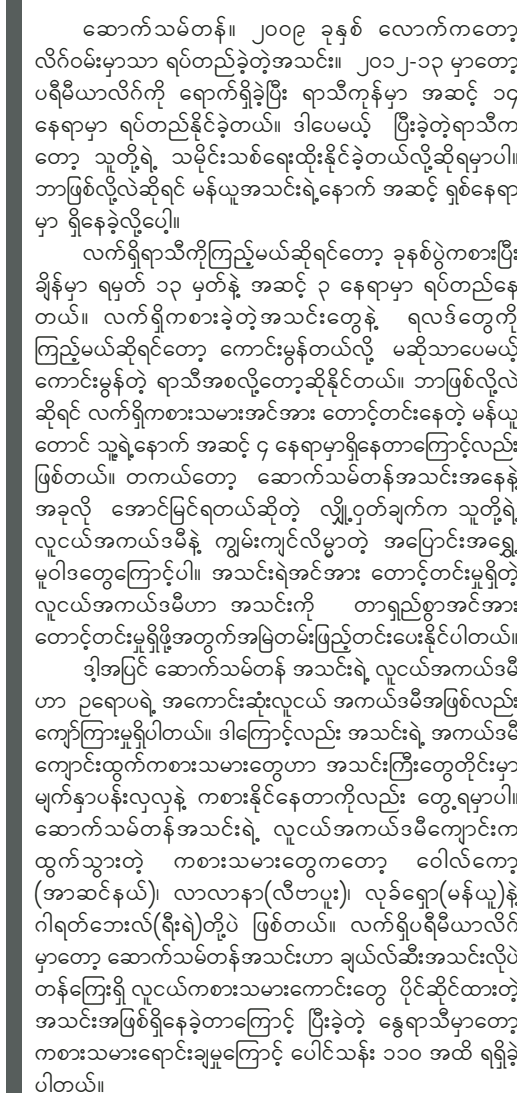 ဆောက်သမ်တန်။ ၂၀၀၉ ခုနှစ် လောက်ကတော့
လိဂ်ဝမ်းမှာသာ ရပ်တည်ခဲ့တဲ့အသင်း။ ၂၀၁၂-၁၃ မှာတော့
ပရီမီယာလိဂ်ကို ရောက်ရှိခဲ့ပြီး ရာသီကုန်မှာ အဆင့် ၁၄
နေရာမှာ ရပ်တည်နိုင်ခဲ့တယ်။ ဒါပေမယ့် ပြီးခဲ့တဲ့ရာသီက
တော့ သူတို့ရဲ့ သမိုင်းသစ်ရေးထိုးနိုင်ခဲ့တယ်လို့ဆိုရမှာပါ။
ဘာဖြစ်လို့လဲဆိုရင် မန်ယူအသင်းရဲ့နောက် အဆင့် ရှစ်နေရာ
မှာ ရှိနေခဲ့လို့ပေါ့။
လက်ရှိရာသီကိုကြည့်မယ်ဆိုရင်တော့ ခုနစ်ပွဲကစားပြီး
ချိန်မှာ ရမှတ် ၁၃ မှတ်နဲ့ အဆင့် ၃ နေရာမှာ ရပ်တည်နေ
တယ်။ လက်ရှိကစားခဲ့တဲ့အသင်းတွေနဲ့ ရလဒ်တွေကို
ကြည့်မယ်ဆိုရင်တော့ ကောင်းမွန်တယ်လို့ မဆိုသာပေမယ့်
ကောင်းမွန်တဲ့ ရာသီအစလို့တော့ဆိုနိုင်တယ်။ ဘာဖြစ်လို့လဲ
ဆိုရင် လက်ရှိကစားသမားအင်အား တောင့်တင်းနေတဲ့ မန်ယူ
တောင် သူ့ရဲ့နောက် အဆင့် ၄ နေရာမှာရှိနေတာကြောင့်လည်း
ဖြစ်တယ်။ တကယ်တော့ ဆောက်သမ်တန်အသင်းအနေနဲ့
အခုလို အောင်မြင်ရတယ်ဆိုတဲ့ လျှို့ဝှတ်ချက်က သူတို့ရဲ့
လူငယ်အကယ်ဒမီနဲ့ ကျွမ်းကျင်လိမ္မာတဲ့ အပြောင်းအရွှေ့
မူဝါဒတွေကြောင့်ပါ။ အသင်းရဲအင်အား တောင့်တင်းမှုရှိတဲ့
လူငယ်အကယ်ဒမီဟာ အသင်းကို တာရှည်စွာအင်အား
တောင့်တင်းမှုရှိဖို့အတွက်အမြဲတမ်းဖြည့်တင်းပေးနိုင်ပါတယ်။
ဒါ့အပြင် ဆောက်သမ်တန် အသင်းရဲ့ လူငယ်အကယ်ဒမီ
ဟာ ဥရောပရဲ့ အကောင်းဆုံးလူငယ် အကယ်ဒမီအဖြစ်လည်း
ကျော်ကြားမှုရှိပါတယ်။ ဒါကြောင့်လည်း အသင်းရဲ့ အကယ်ဒမီ
ကျောင်းထွက်ကစားသမားတွေဟာ အသင်းကြီးတွေတိုင်းမှာ
မျက်နှာပန်းလှလှနဲ့ ကစားနိုင်နေတာကိုလည်း တွေ့ရမှာပါ။
ဆောက်သမ်တန်အသင်းရဲ့ လူငယ်အကယ်ဒမီကျောင်းက
ထွက်သွားတဲ့ ကစားသမားတွေကတော့ ဝေါလ်ကော့
(အာဆင်နယ်)၊ လာလာနာ(လီဗာပူး)၊ လုခ်ရှော(မန်ယူ)နဲ့
ဂါရတ်ဘေးလ်(ရီးရဲ)တို့ပဲ ဖြစ်တယ်။ လက်ရှိပရီမီယာလိဂ်
မှာတော့ ဆောက်သမ်တန်အသင်းဟာ ချယ်လ်ဆီးအသင်းလိုပဲ
တန်ကြေးရှိ လူငယ်ကစားသမားကောင်းတွေ ပိုင်ဆိုင်ထားတဲ့
အသင်းအဖြစ်ရှိနေခဲ့တာကြောင့် ပြီးခဲ့တဲ့ နွေရာသီမှာတော့
ကစားသမားရောင်းချမှုကြောင့် ပေါင်သန်း ၁၁၀ အထိ ရရှိခဲ့
ပါတယ်။